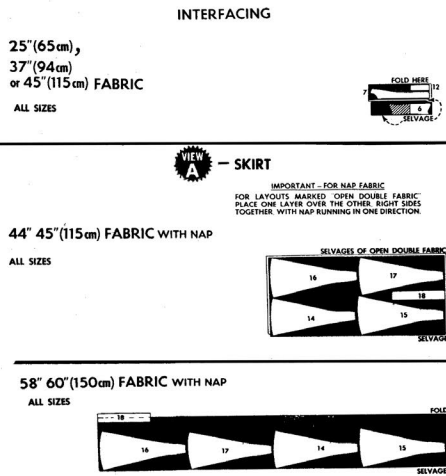 INTERFACING
25"(65cm),
37"(94cm)
or 45"(115cm) FABRIC
ALL SIZES
FOLD HERE
7
12
6
SELVAGE
VIEW
A
– SKIRT
IMPORTANT – FOR NAP FABRIC
FOR LAYOUTS MARKED "OPEN DOUBLE FABRIC"
PLACE ONE LAYER OVER THE OTHER, RIGHT SIDES
TOGETHER WITH NAP RUNNING IN ONE DIRECTION.
44" 45"(115cm) FABRIC WITH NAP
ALL SIZES
SELVAGES OF OPEN DOUBLE FABRIC
16
17
18
14
15
SELVAGE
58" 60"(150cm) FABRIC WITH NAP
ALL SIZES
FOLD
18
16
17
14
15
SELVAGE